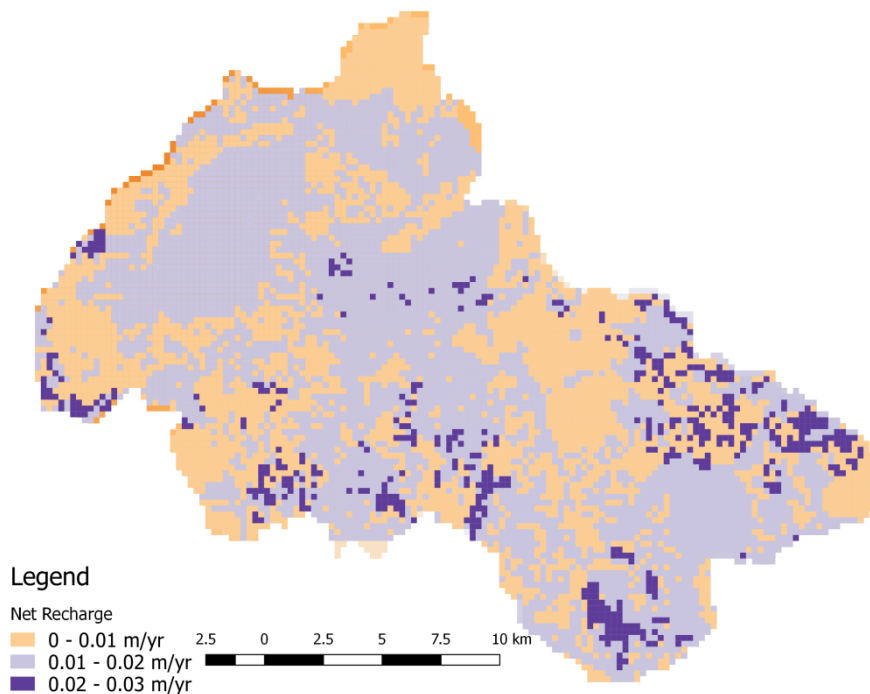 Legend
Net Recharge
0 - 0.01 m/yr
0.01 - 0.02 m/yr
0.02 - 0.03 m/yr
2.5 0 2.5 5 7.5 10 km